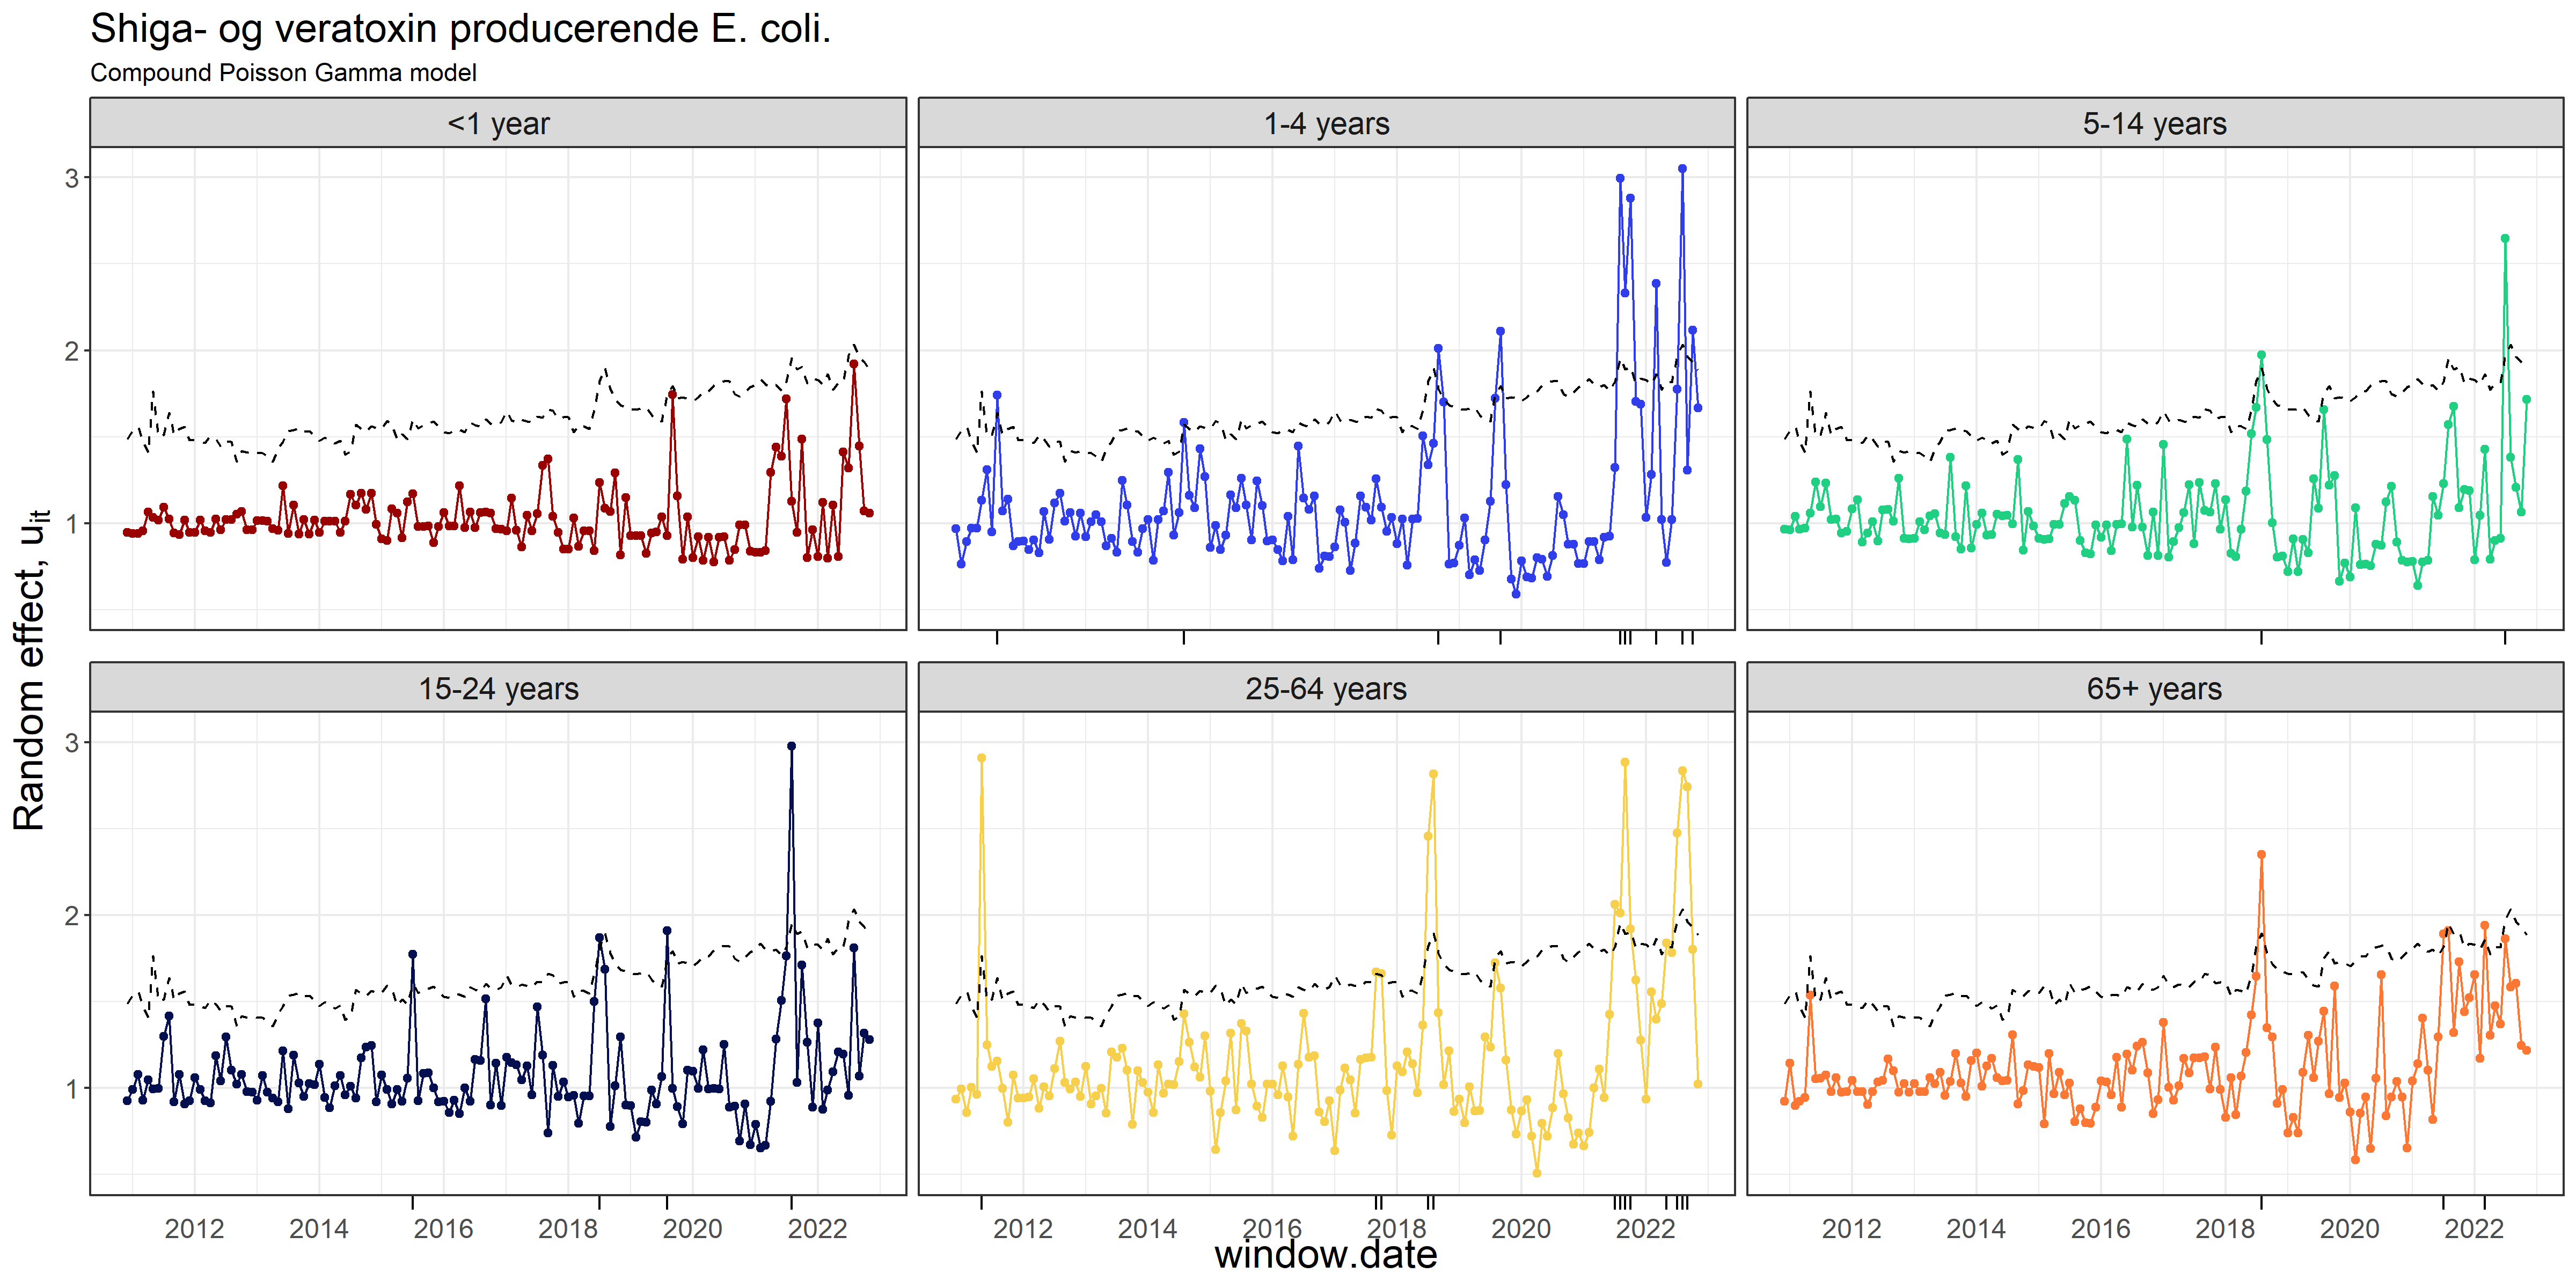 Shiga- og veratoxin producerende E. coli.
Compound Poisson Gamma model
<1 year
1-4 years
5-14 years
3
2
1
Random effect, uit
15-24 years
25-64 years
65+ years
3
2
1
2012 2014 2016 2018 2020 2022
2012 2014 2016 2018 2020 2022
2012 2014 2016 2018 2020 2022
window.date